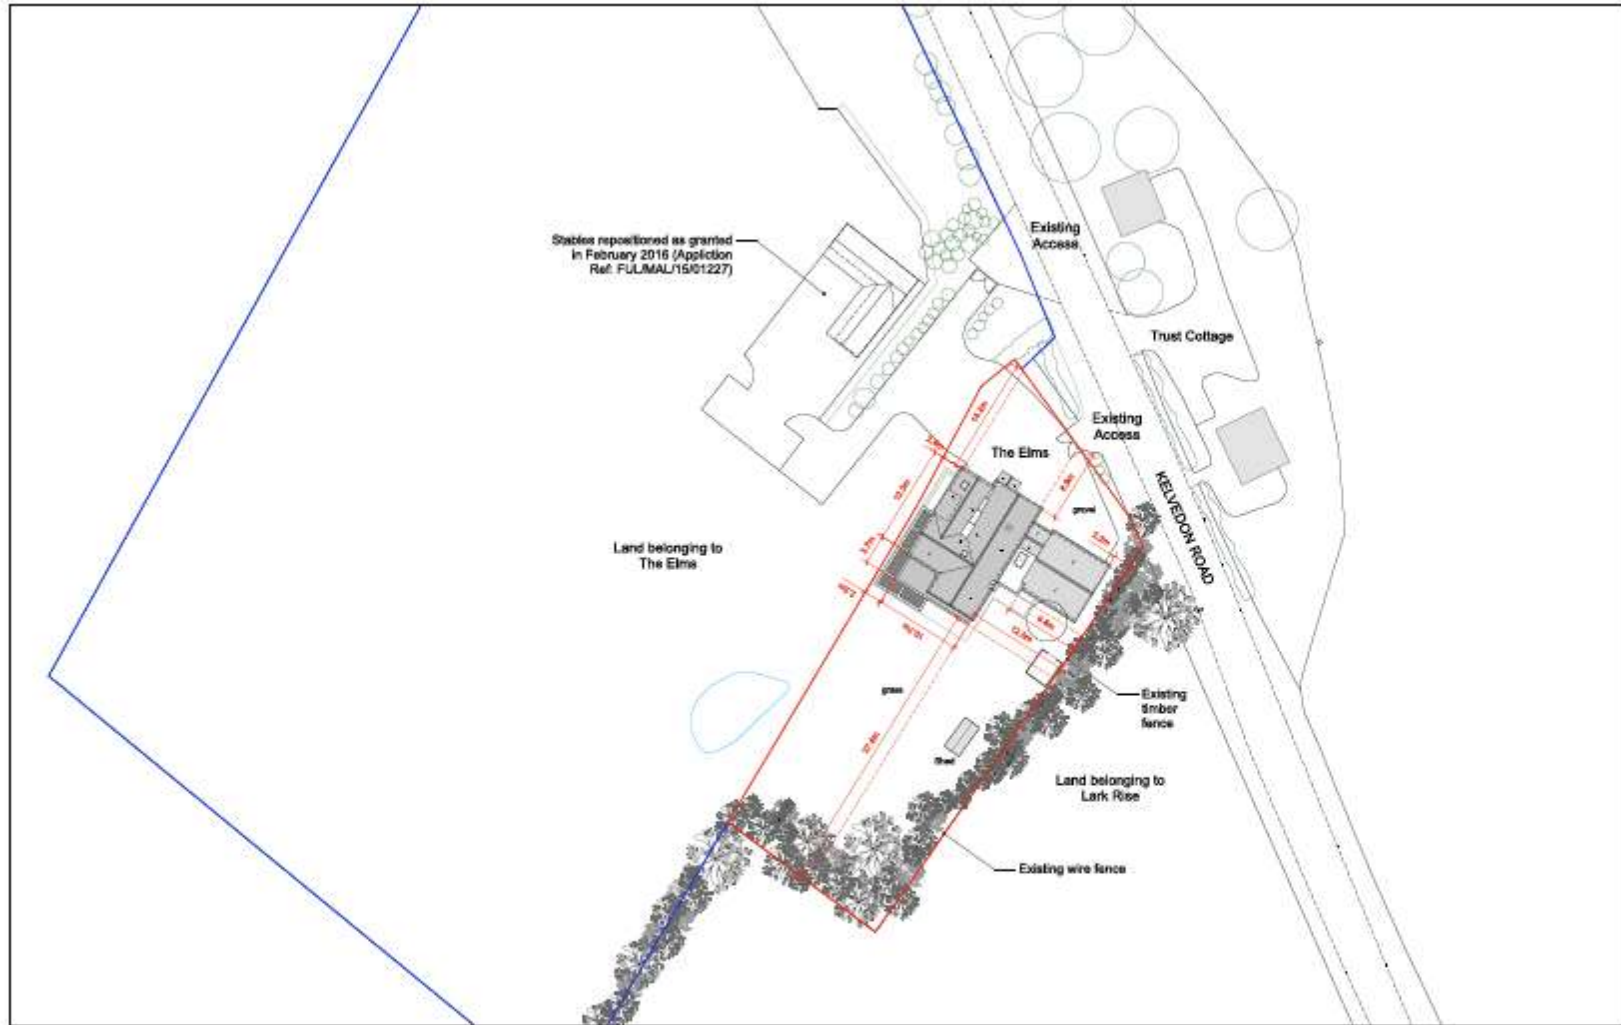 Stables repositioned as granted
in February 2016 (Appliction
Ref: FUL/MAL/15/01227)
Existing
Access
Trust Cottage
Existing
Access
The Elms
KELVEDON ROAD
gravel
Land belonging to
The Elms
grass
Shed
Existing
timber
fence
Land belonging to
Lark Rise
Existing wire fence